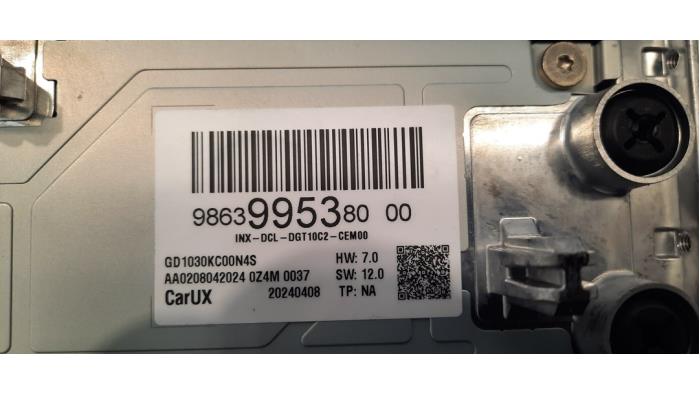 9863995380 00
INX-DCL-DGT10C2-CEM00
GD1030KC00N4S HW: 7.0
AA0208042024 0Z4M 0037 SW: 12.0
CarUX 20240408 TP: NA